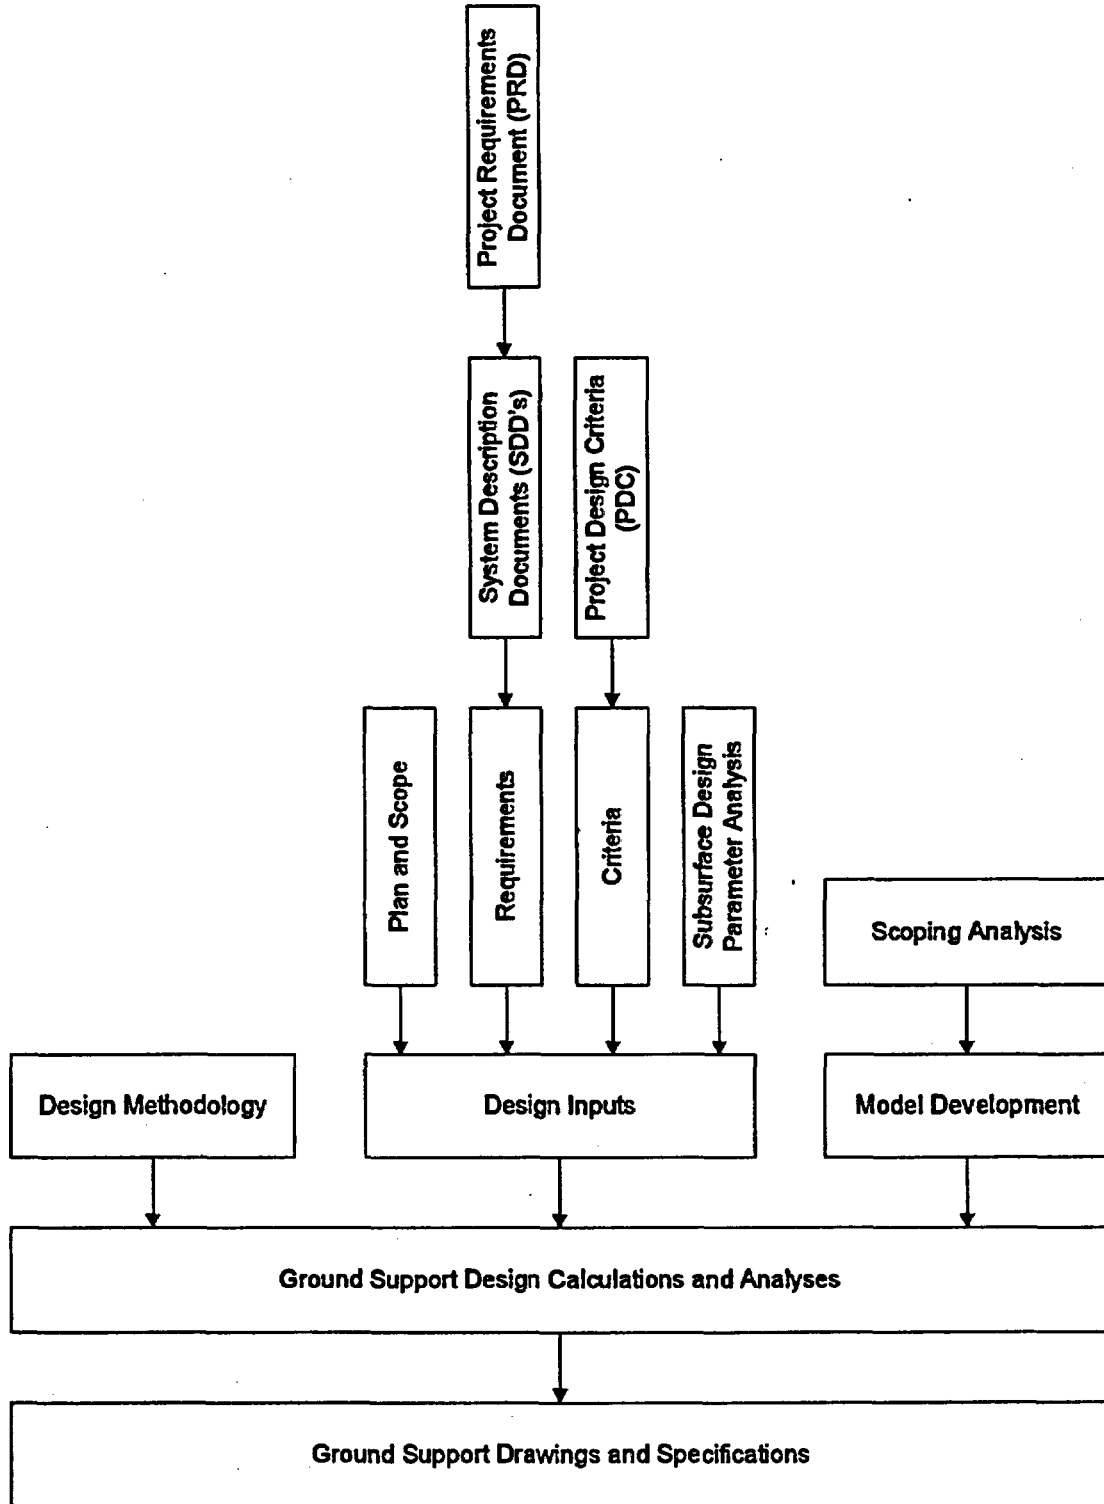 Project Requirements
Document (PRD)
System Description
Documents (SDD's)
Project Design Criteria
(PDC)
Plan and Scope
Requirements
Criteria
Subsurface Design
Parameter Analysis
Scoping Analysis
Design Methodology
Design Inputs
Model Development
Ground Support Design Calculations and Analyses
Ground Support Drawings and Specifications